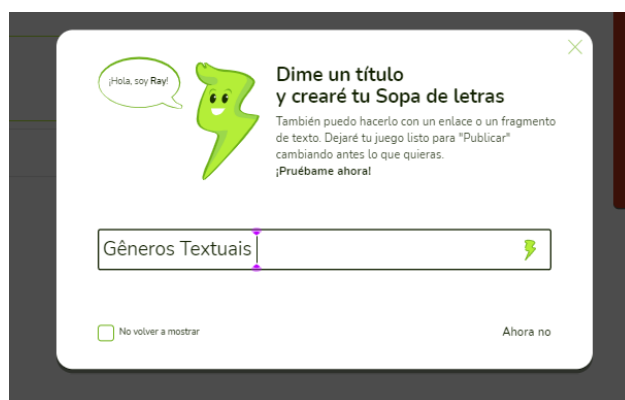 ¡Hola, soy Ray!
Dime un título
y crearé tu Sopa de letras
También puedo hacerlo con un enlace o un fragmento
de texto. Dejaré tu juego listo para "Publicar"
cambiando antes lo que quieras.
¡Pruébame ahora!
Gêneros Textuais
No volver a mostrar
Ahora no